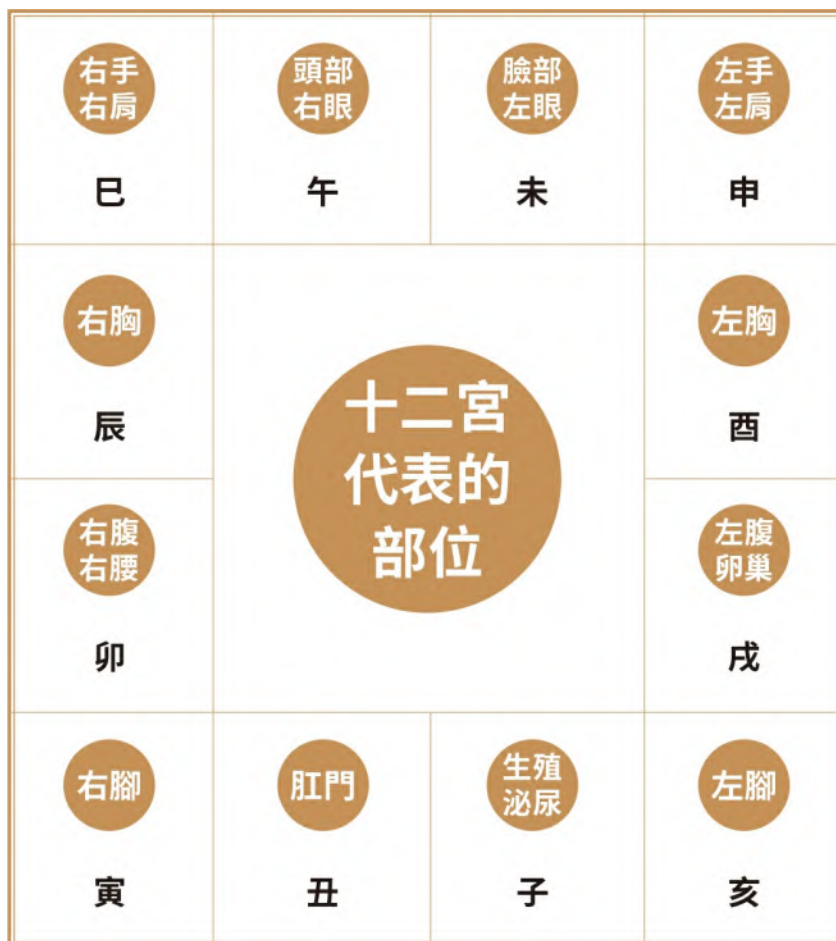 右手
右肩
巳
頭部
右眼
午
臉部
左眼
未
左手
左肩
申
右胸
辰
十二宮
代表的
部位
左胸
酉
右腹
右腰
卯
左腹
卵巢
戌
右腳
寅
肛門
丑
生殖
泌尿
子
左腳
亥